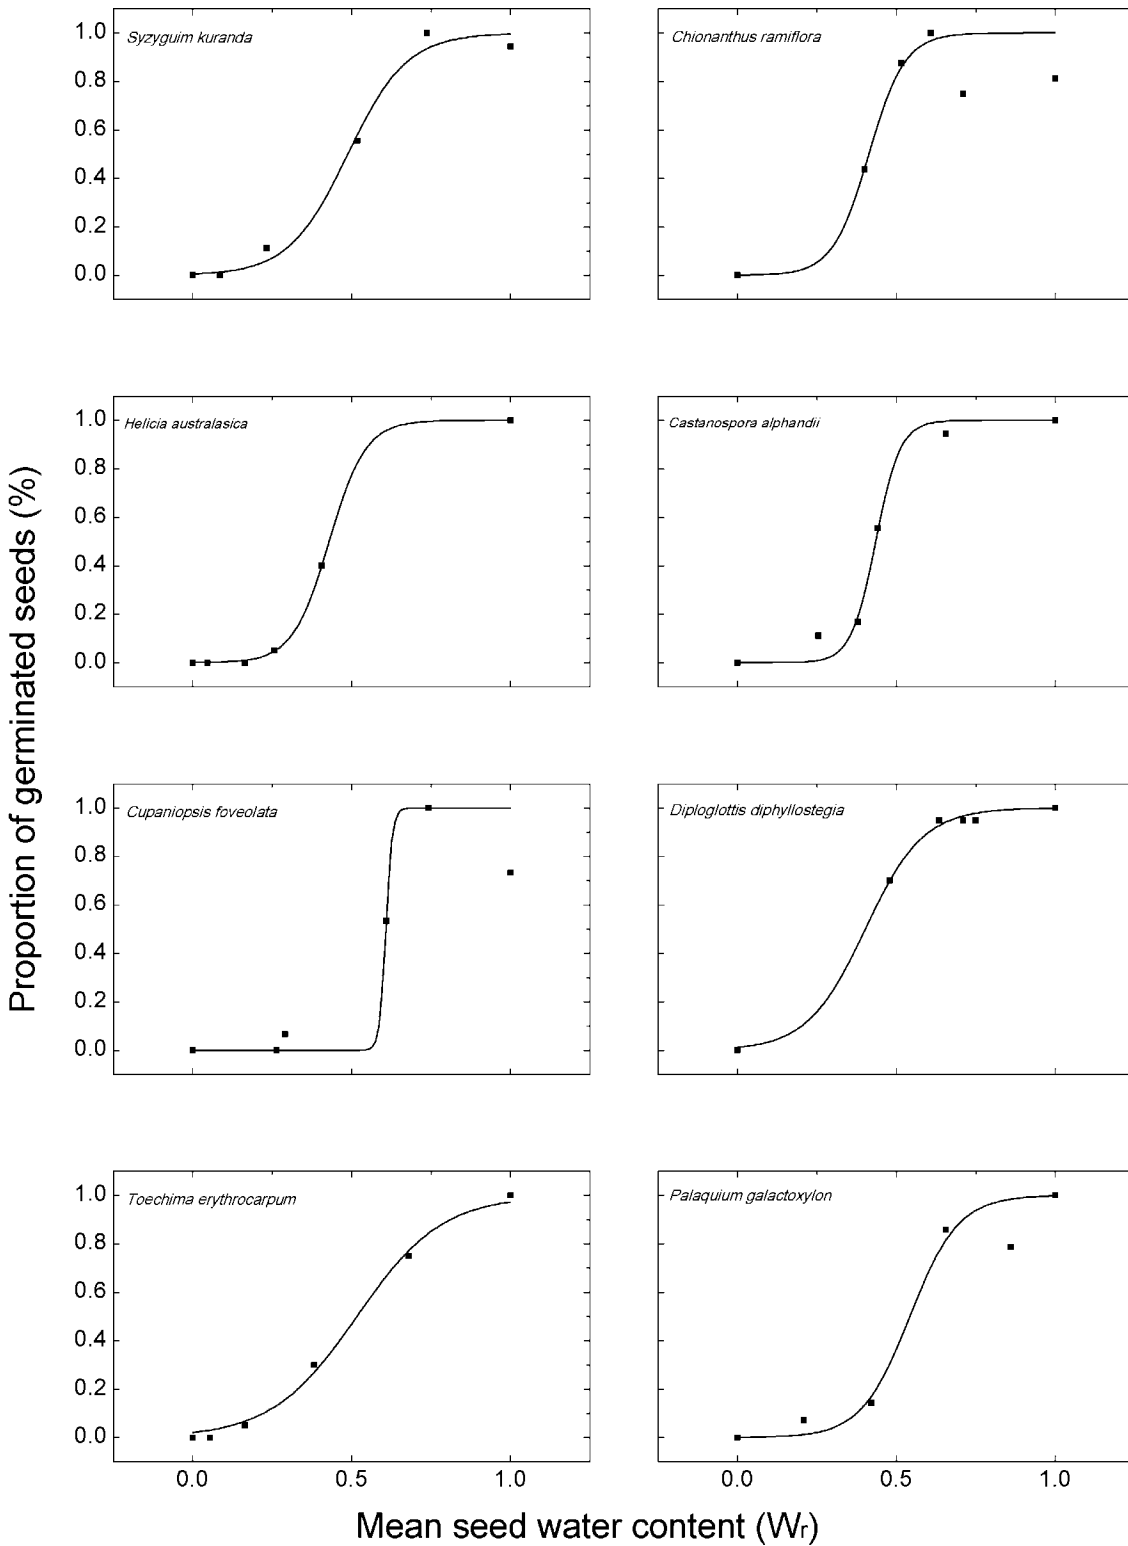 Proportion of germinated seeds (%)
Syzyguim kuranda
1.0
0.8
0.6
0.4
0.2
0.0
Chionanthus ramiflora
Helicia australasica
1.0
0.8
0.6
0.4
0.2
0.0
Castanospora alphandii
Cupaniopsis foveolata
1.0
0.8
0.6
0.4
0.2
0.0
Diploglottis diphyllostegia
Toechima erythrocarpum
1.0
0.8
0.6
0.4
0.2
0.0
Palaquium galactoxylon
0.0 0.5 1.0
0.0 0.5 1.0
Mean seed water content (Wr)